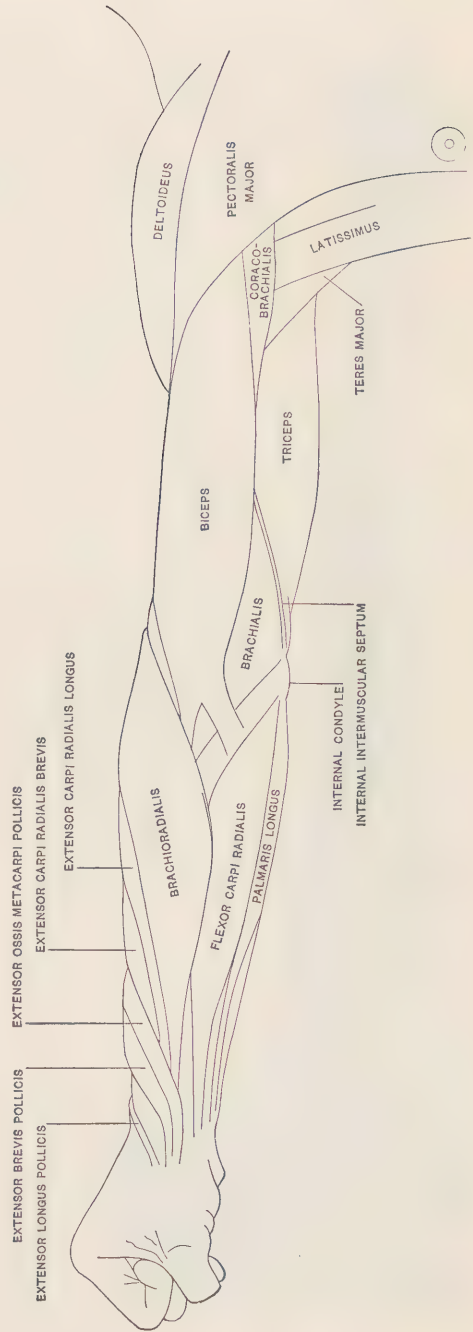 EXTENSOR LONGUS POLLICIS
EXTENSOR BREVIS POLLICIS
EXTENSOR OSSIS METACARPI POLLICIS
EXTENSOR CARPI RADIALIS BREVIS
EXTENSOR CARPI RADIALIS LONGUS
BRACHIORADIALIS
FLEXOR CARPI RADIALIS
PALMARIS LONGUS
BICEPS
BRACHIALIS
TRICEPS
INTERNAL CONDYLE
INTERNAL INTERMUSCULAR SEPTUM
DELTOIDEUS
PECTORALIS
MAJOR
CORACO-
BRACHIALIS
LATISSIMUS
TERES MAJOR